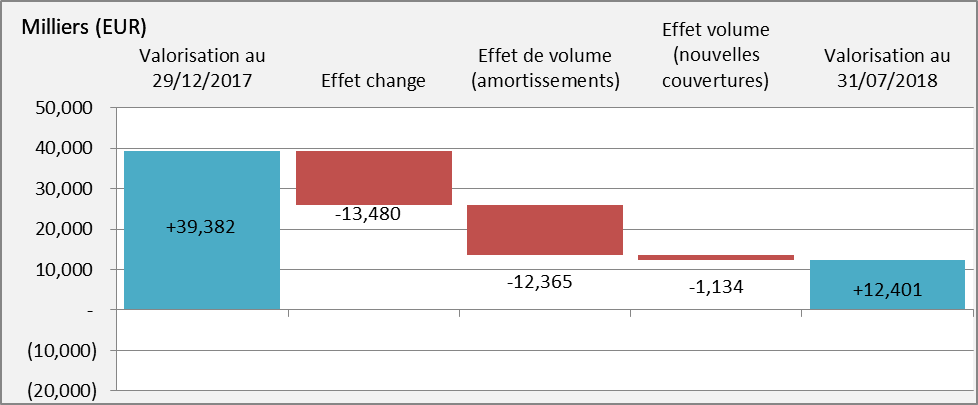 Milliers (EUR)
Valorisation au
29/12/2017
Effet change
Effet de volume
(amortissements)
Effet volume
(nouvelles
couvertures)
Valorisation au
31/07/2018
50,000
40,000
30,000
20,000
10,000
-
(10,000)
(20,000)
+39,382
-13,480
-12,365
-1,134
+12,401